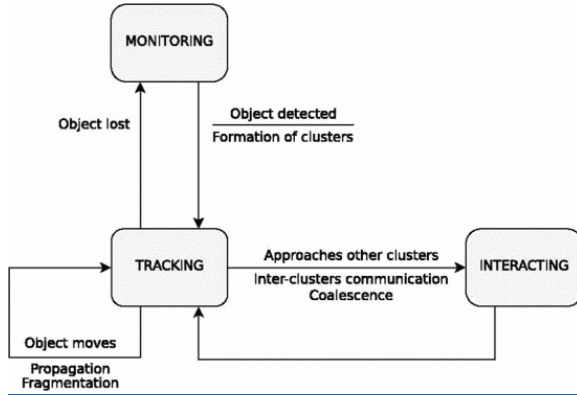 MONITORING
Object lost
Object detected
Formation of clusters
TRACKING
Approaches other clusters
Inter-clusters communication
Coalescence
INTERACTING
Object moves
Propagation
Fragmentation